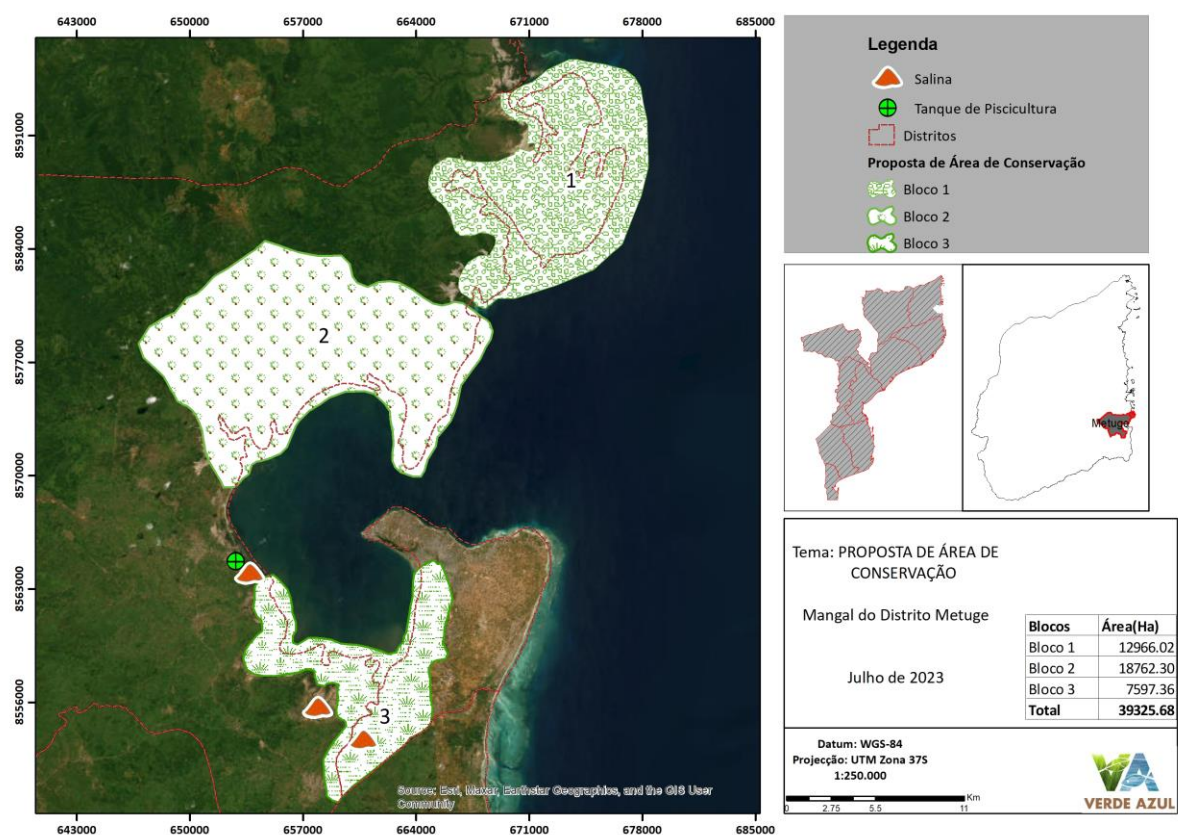 643000 650000 657000 664000 671000 678000 685000
8591000
8584000
8577000
8570000
8563000
8556000
1
2
3
Source: Esri, Maxar, Earthstar Geographics, and the GIS User
Community
643000 650000 657000 664000 671000 678000 685000
Legenda
Salina
Tanque de Piscicultura
Distritos
Proposta de Área de Conservação
Bloco 1
Bloco 2
Bloco 3
Metuge
Tema: PROPOSTA DE ÁREA DE
CONSERVAÇÃO
Mangal do Distrito Metuge
Julho de 2023
Blocos Área(Ha)
Bloco 1 12966.02
Bloco 2 18762.30
Bloco 3 7597.36
Total 39325.68
Datum: WGS-84
Projecção: UTM Zona 37S
1:250.000
Km
0 2.75 5.5 11
VA
VERDE AZUL